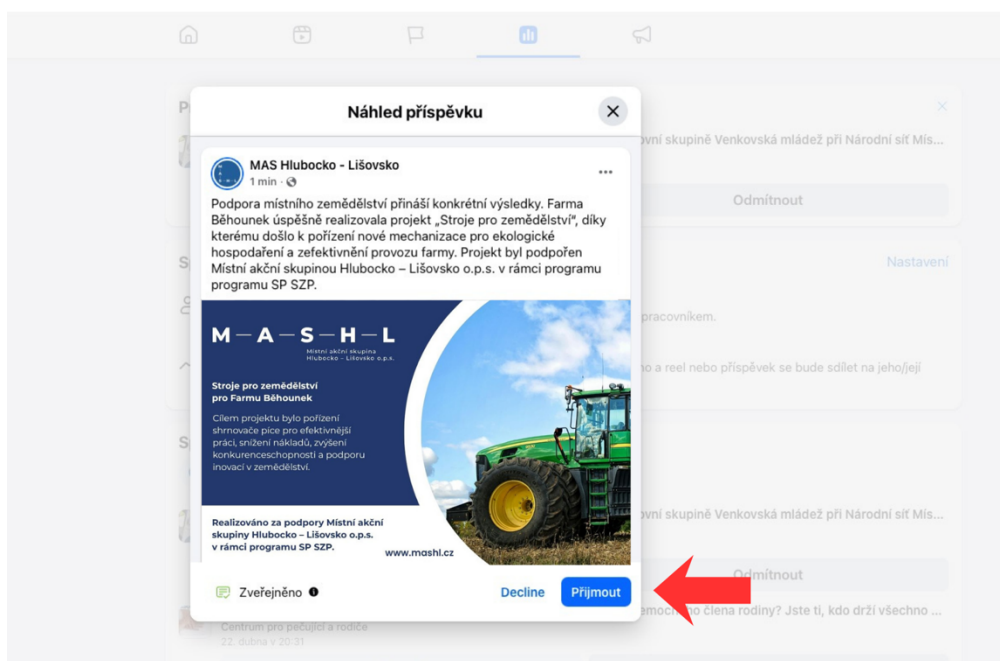 Náhled příspěvku
MAS Hlubocko - Lišovsko
1 min
Podpora místního zemědělství přináší konkrétní výsledky. Farma
Běhounek úspěšně realizovala projekt „Stroje pro zemědělství“, díky
kterému došlo k pořízení nové mechanizace pro ekologické
hospodaření a zefektivnění provozu farmy. Projekt byl podpořen
Místní akční skupinou Hlubocko – Lišovsko o.p.s. v rámci programu
programu SP SZP.
M—A—S—H—L
Místní akční skupina
Hlubocko – Lišovsko o.p.s.
Stroje pro zemědělství
pro Farmu Běhounek
Cílem projektu bylo pořízení
shrnovače píce pro efektivnější
práci, snížení nákladů, zvýšení
konkurenceschopnosti a podporu
inovací v zemědělství.
Realizováno za podpory Místní akční
skupiny Hlubocko – Lišovsko o.p.s.
v rámci programu SP SZP.
www.mashl.cz
Zveřejněno
Decline
Přijmout
ovní skupině Venkovská mládež při Národní síť Mís...
Odmítnout
Nastavení
pracovníkem.
no a reel nebo příspěvek se bude sdílet na jeho/její
ovní skupině Venkovská mládež při Národní síť Mís...
Odmítnout
člena rodiny? Jste ti, kdo drží všechno ...
Centrum pro pečující a rodiče
22. dubna v 20:31